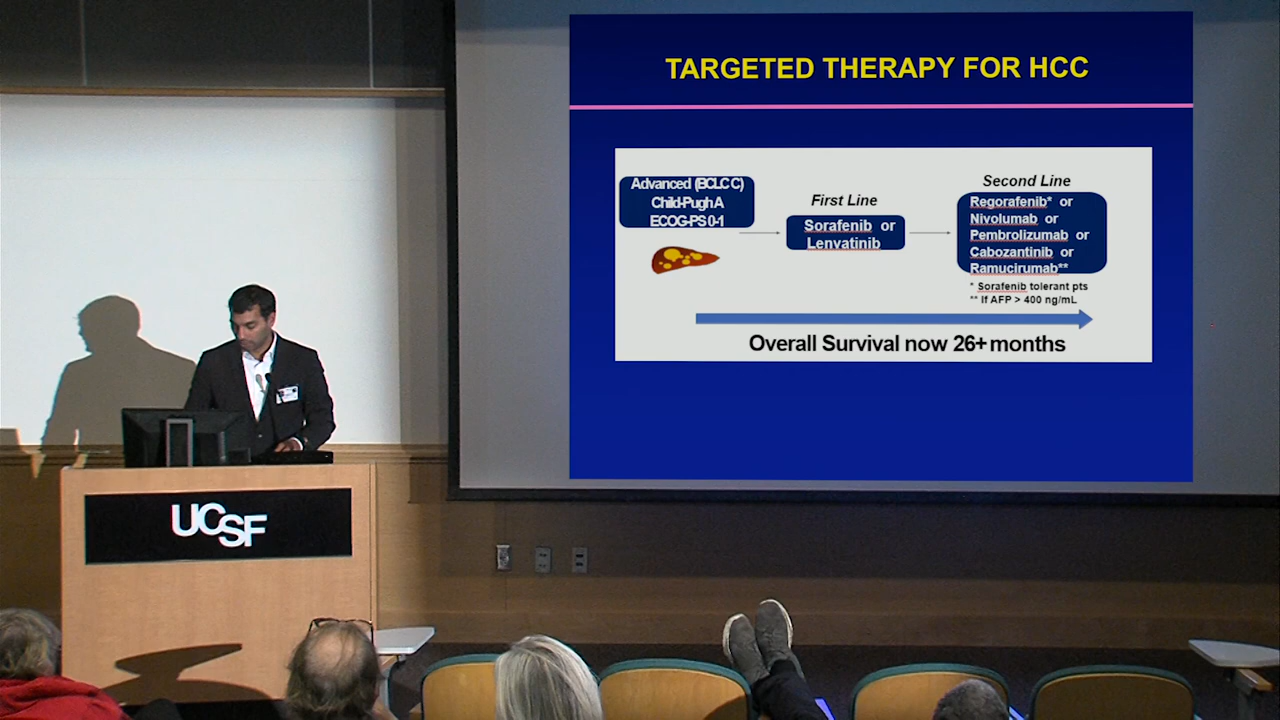 TARGETED THERAPY FOR HCC
Advanced (BCLC C)
Child-Pugh A
ECOG-PS 0-1
First Line
Sorafenib or
Lenvatinib
Second Line
Regorafenib* or
Nivolumab or
Pembrolizumab or
Cabozantinib or
Ramucirumab**
* Sorafenib tolerant pts
** If AFP > 400 ng/mL
Overall Survival now 26+ months
UCSF